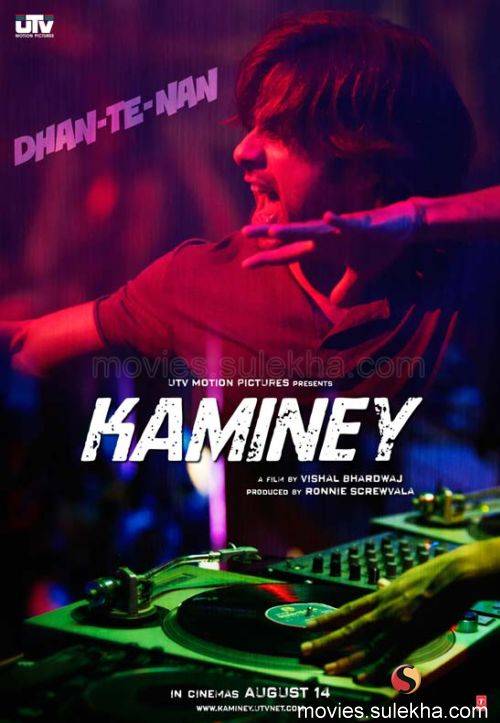 UTV
MOTION PICTURES
DHAN-TE-NAN
movies.sulekha.com
UTV MOTION PICTURES PRESENTS
KAMINEY
A FILM BY VISHAL BHARDWAJ
PRODUCED BY RONNIE SCREWVALA
IN CINEMAS AUGUST 14
WWW.KAMINEY.UTVNET.COM
S
T
movies.sulekha.com